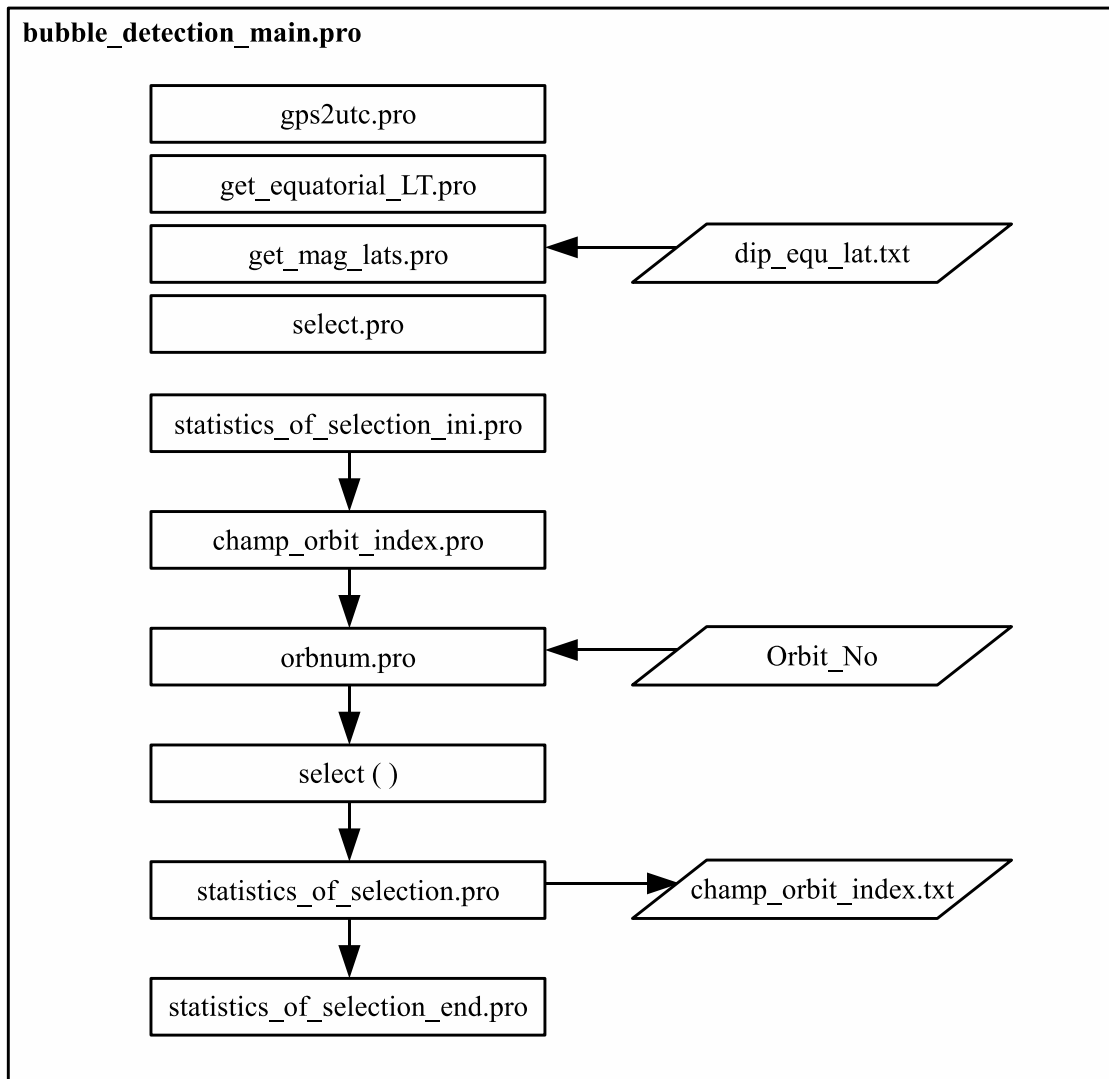 bubble_detection_main.pro
gps2utc.pro
get_equatorial_LT.pro
get_mag_lats.pro
dip_equ_lat.txt
select.pro
statistics_of_selection_ini.pro
champ_orbit_index.pro
orbnum.pro
Orbit_No
select ( )
statistics_of_selection.pro
champ_orbit_index.txt
statistics_of_selection_end.pro